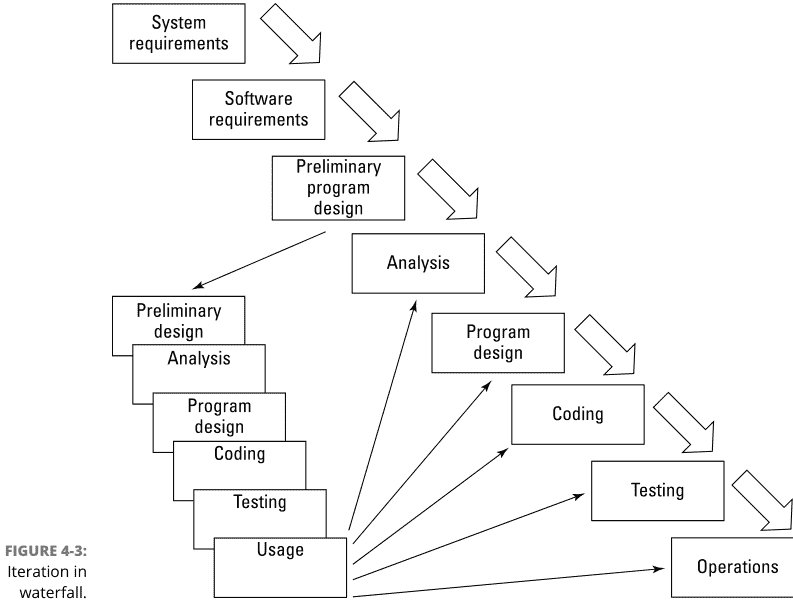 System
requirements
Software
requirements
Preliminary
program
design
Analysis
Program
design
Coding
Testing
Operations
Preliminary
design
Analysis
Program
design
Coding
Testing
Usage
FIGURE 4-3:
Iteration in
waterfall.